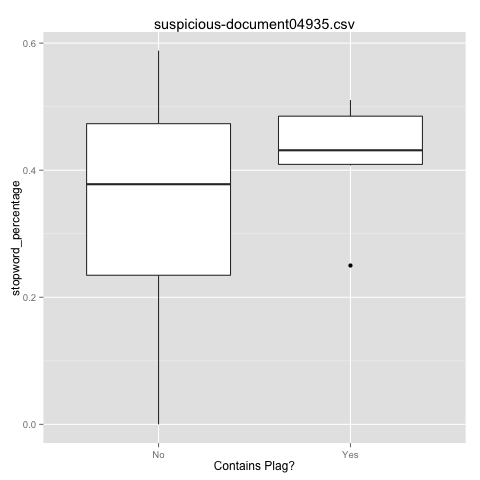 suspicious-document04935.csv
0.6
0.4
0.2
0.0
stopword_percentage
No
Yes
Contains Plag?